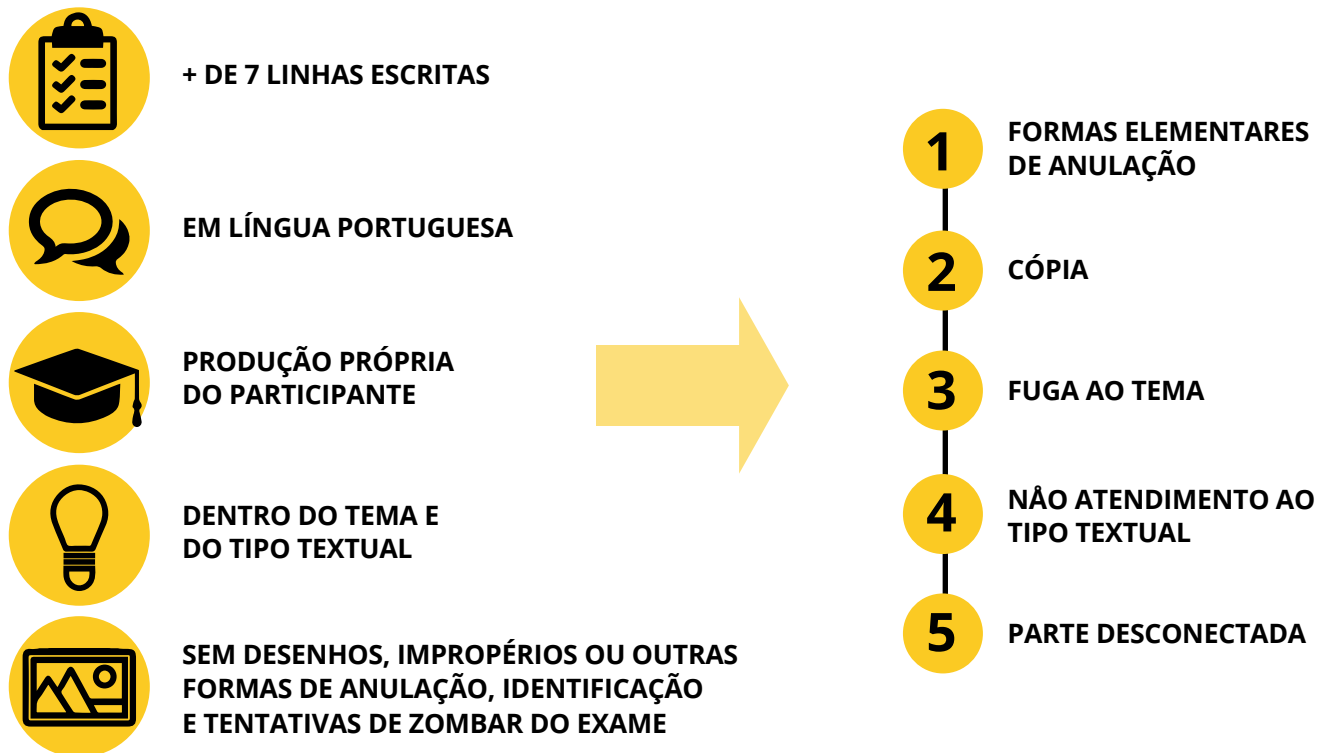 + DE 7 LINHAS ESCRITAS
EM LÍNGUA PORTUGUESA
PRODUÇÃO PRÓPRIA
DO PARTICIPANTE
DENTRO DO TEMA E
DO TIPO TEXTUAL
SEM DESENHOS, IMPROPÉRIOS OU OUTRAS
FORMAS DE ANULAÇÃO, IDENTIFICAÇÃO
E TENTATIVAS DE ZOMBAR DO EXAME
1
FORMAS ELEMENTARES
DE ANULAÇÃO
2
CÓPIA
3
FUGA AO TEMA
4
NÅO ATENDIMENTO AO
TIPO TEXTUAL
5
PARTE DESCONECTADA